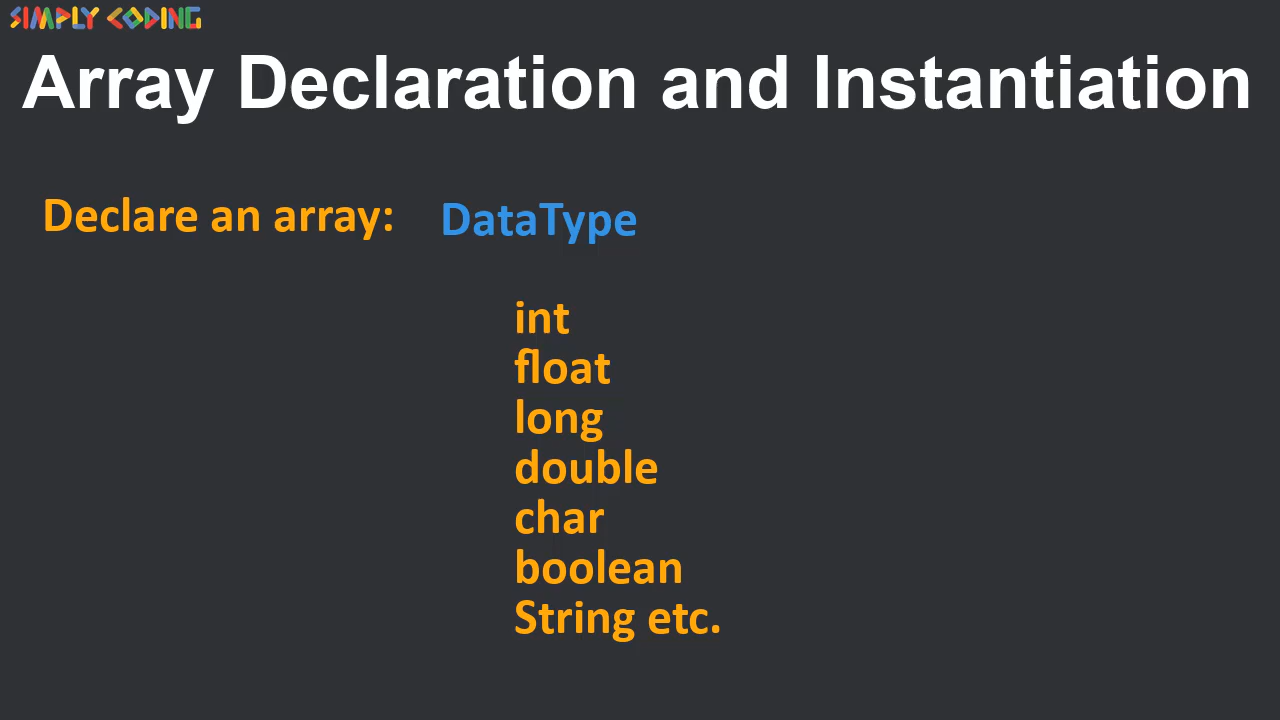 SIMPLY CODING
Array Declaration and Instantiation
Declare an array: DataType
int
float
long
double
char
boolean
String etc.